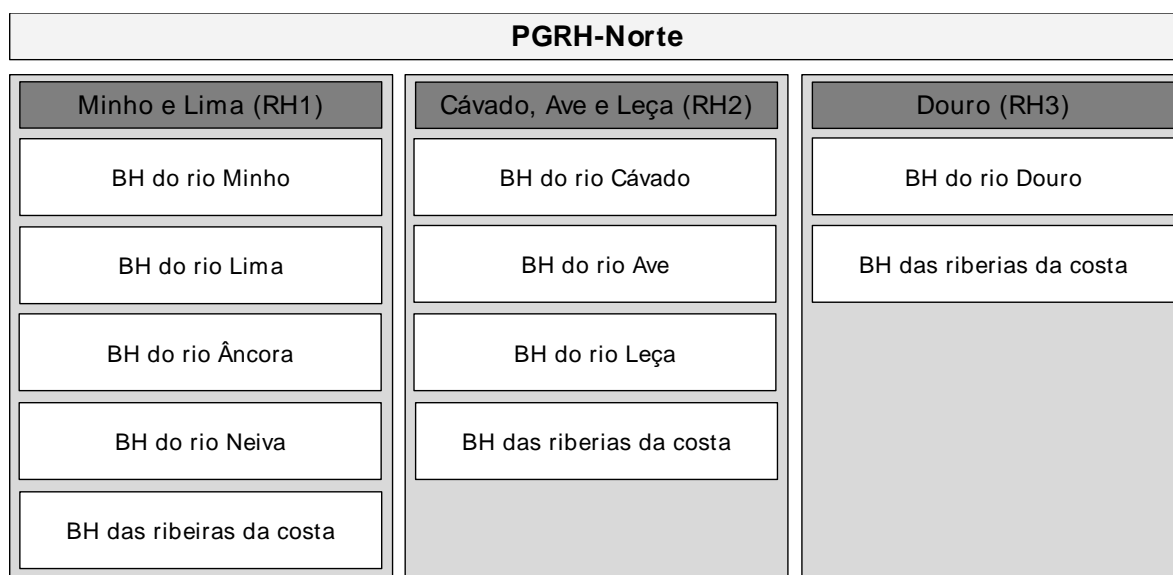 PGRH-Norte
Minho e Lima (RH1)
BH do rio Minho
BH do rio Lima
BH do rio Âncora
BH do rio Neiva
BH das ribeiras da costa
Cávado, Ave e Leça (RH2)
BH do rio Cávado
BH do rio Ave
BH do rio Leça
BH das riberias da costa
Douro (RH3)
BH do rio Douro
BH das riberias da costa